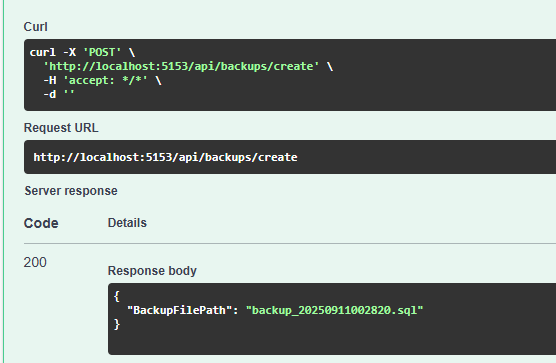 Curl
curl -X 'POST' \
  'http://localhost:5153/api/backups/create' \
  -H 'accept: */*' \
  -d ''
Request URL
http://localhost:5153/api/backups/create
Server response
Code Details
200
Response body
{
  "BackupFilePath": "backup_20250911002820.sql"
}